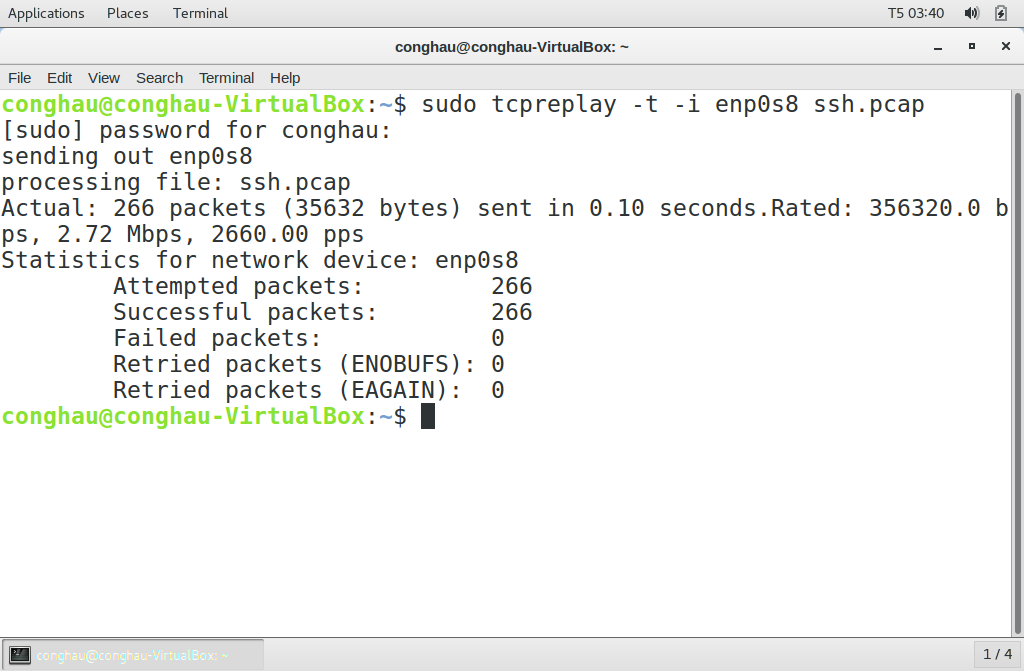 Applications Places Terminal T5 03:40
conghau@conghau-VirtualBox: ~
File Edit View Search Terminal Help
conghau@conghau-VirtualBox:~$ sudo tcpreplay -t -i enp0s8 ssh.pcap
[sudo] password for conghau:
sending out enp0s8
processing file: ssh.pcap
Actual: 266 packets (35632 bytes) sent in 0.10 seconds.Rated: 356320.0 b
ps, 2.72 Mbps, 2660.00 pps
Statistics for network device: enp0s8
Attempted packets: 266
Successful packets: 266
Failed packets: 0
Retried packets (ENOBUFS): 0
Retried packets (EAGAIN): 0
conghau@conghau-VirtualBox:~$
conghau@conghau-VirtualBox: ~ 1 / 4